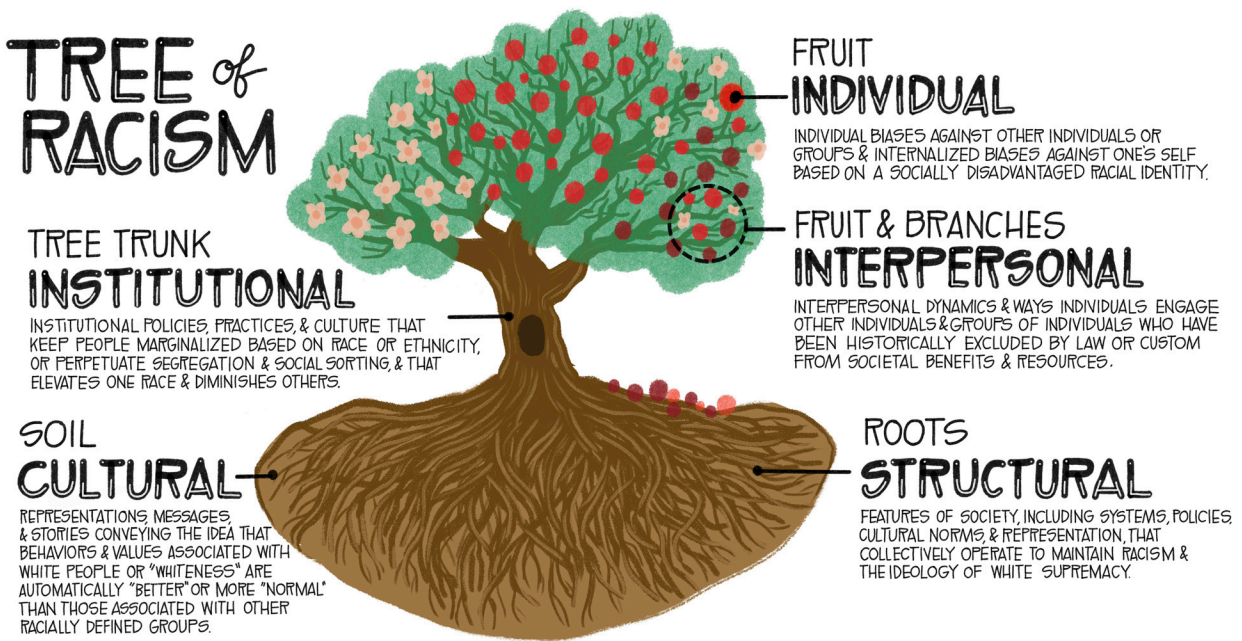 TREE of
RACISM
TREE TRUNK
INSTITUTIONAL
INSTITUTIONAL POLICIES, PRACTICES, & CULTURE THAT
KEEP PEOPLE MARGINALIZED BASED ON RACE OR ETHNICITY,
OR PERPETUATE SEGREGATION & SOCIAL SORTING, & THAT
ELEVATES ONE RACE & DIMINISHES OTHERS.
SOIL
CULTURAL
REPRESENTATIONS, MESSAGES,
& STORIES CONVEYING THE IDEA THAT
BEHAVIORS & VALUES ASSOCIATED WITH
WHITE PEOPLE OR "WHITENESS" ARE
AUTOMATICALLY "BETTER" OR MORE "NORMAL"
THAN THOSE ASSOCIATED WITH OTHER
RACIALLY DEFINED GROUPS.
FRUIT
INDIVIDUAL
INDIVIDUAL BIASES AGAINST OTHER INDIVIDUALS OR
GROUPS & INTERNALIZED BIASES AGAINST ONE'S SELF
BASED ON A SOCIALLY DISADVANTAGED RACIAL IDENTITY.
FRUIT & BRANCHES
INTERPERSONAL
INTERPERSONAL DYNAMICS & WAYS INDIVIDUALS ENGAGE
OTHER INDIVIDUALS & GROUPS OF INDIVIDUALS WHO HAVE
BEEN HISTORICALLY EXCLUDED BY LAW OR CUSTOM
FROM SOCIETAL BENEFITS & RESOURCES.
ROOTS
STRUCTURAL
FEATURES OF SOCIETY, INCLUDING SYSTEMS, POLICIES,
CULTURAL NORMS, & REPRESENTATION, THAT
COLLECTIVELY OPERATE TO MAINTAIN RACISM &
THE IDEOLOGY OF WHITE SUPREMACY.